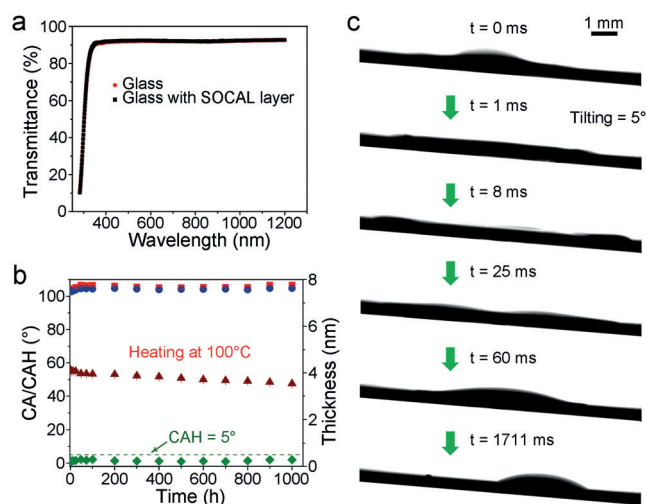 a
Transmittance (%)
100
80
60
40
20
0
Glass
Glass with SOCAL layer
400 600 800 1000 1200
Wavelength (nm)
b
CA/CAH (°)
100
80
60
40
20
0
Heating at 100°C
CAH = 5°
8
6
4
2
0
Thickness (nm)
0 200 400 600 800 1000
Time (h)
c
t = 0 ms
1 mm
t = 1 ms
Tilting = 5°
t = 8 ms
t = 25 ms
t = 60 ms
t = 1711 ms